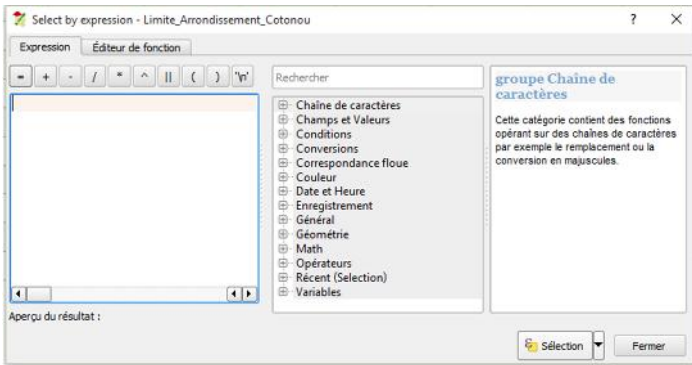 Select by expression - Limite_Arrondissement_Cotonou ? X
Expression Éditeur de fonction
= + - / * ^ || ( ) '\n'
Rechercher
Chaîne de caractères
Champs et Valeurs
Conditions
Conversions
Correspondance floue
Couleur
Date et Heure
Enregistrement
Général
Géométrie
Math
Opérateurs
Récent (Selection)
Variables
groupe Chaîne de
caractères
Cette catégorie contient des fonctions
opérant sur des chaînes de caractères
par exemple le remplacement ou la
conversion en majuscules.
Aperçu du résultat :
Sélection Fermer